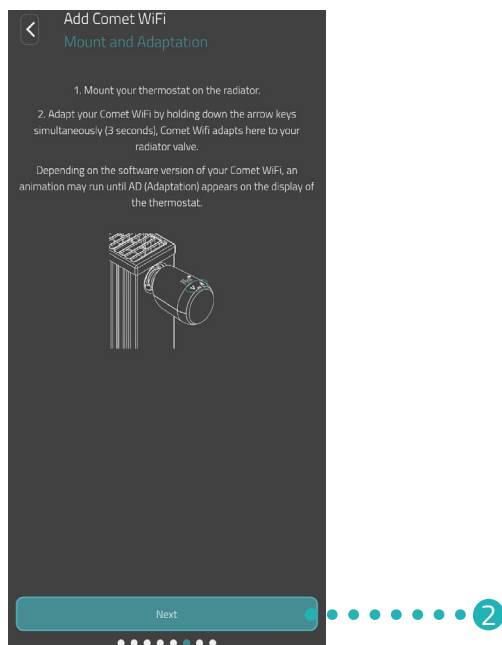 Add Comet WiFi
Mount and Adaptation
1. Mount your thermostat on the radiator.
2. Adapt your Comet WiFi by holding down the arrow keys
simultaneously (3 seconds), Comet Wifi adapts here to your
radiator valve.
Depending on the software version of your Comet WiFi, an
animation may run until AD (Adaptation) appears on the display of
the thermostat.
Next
2